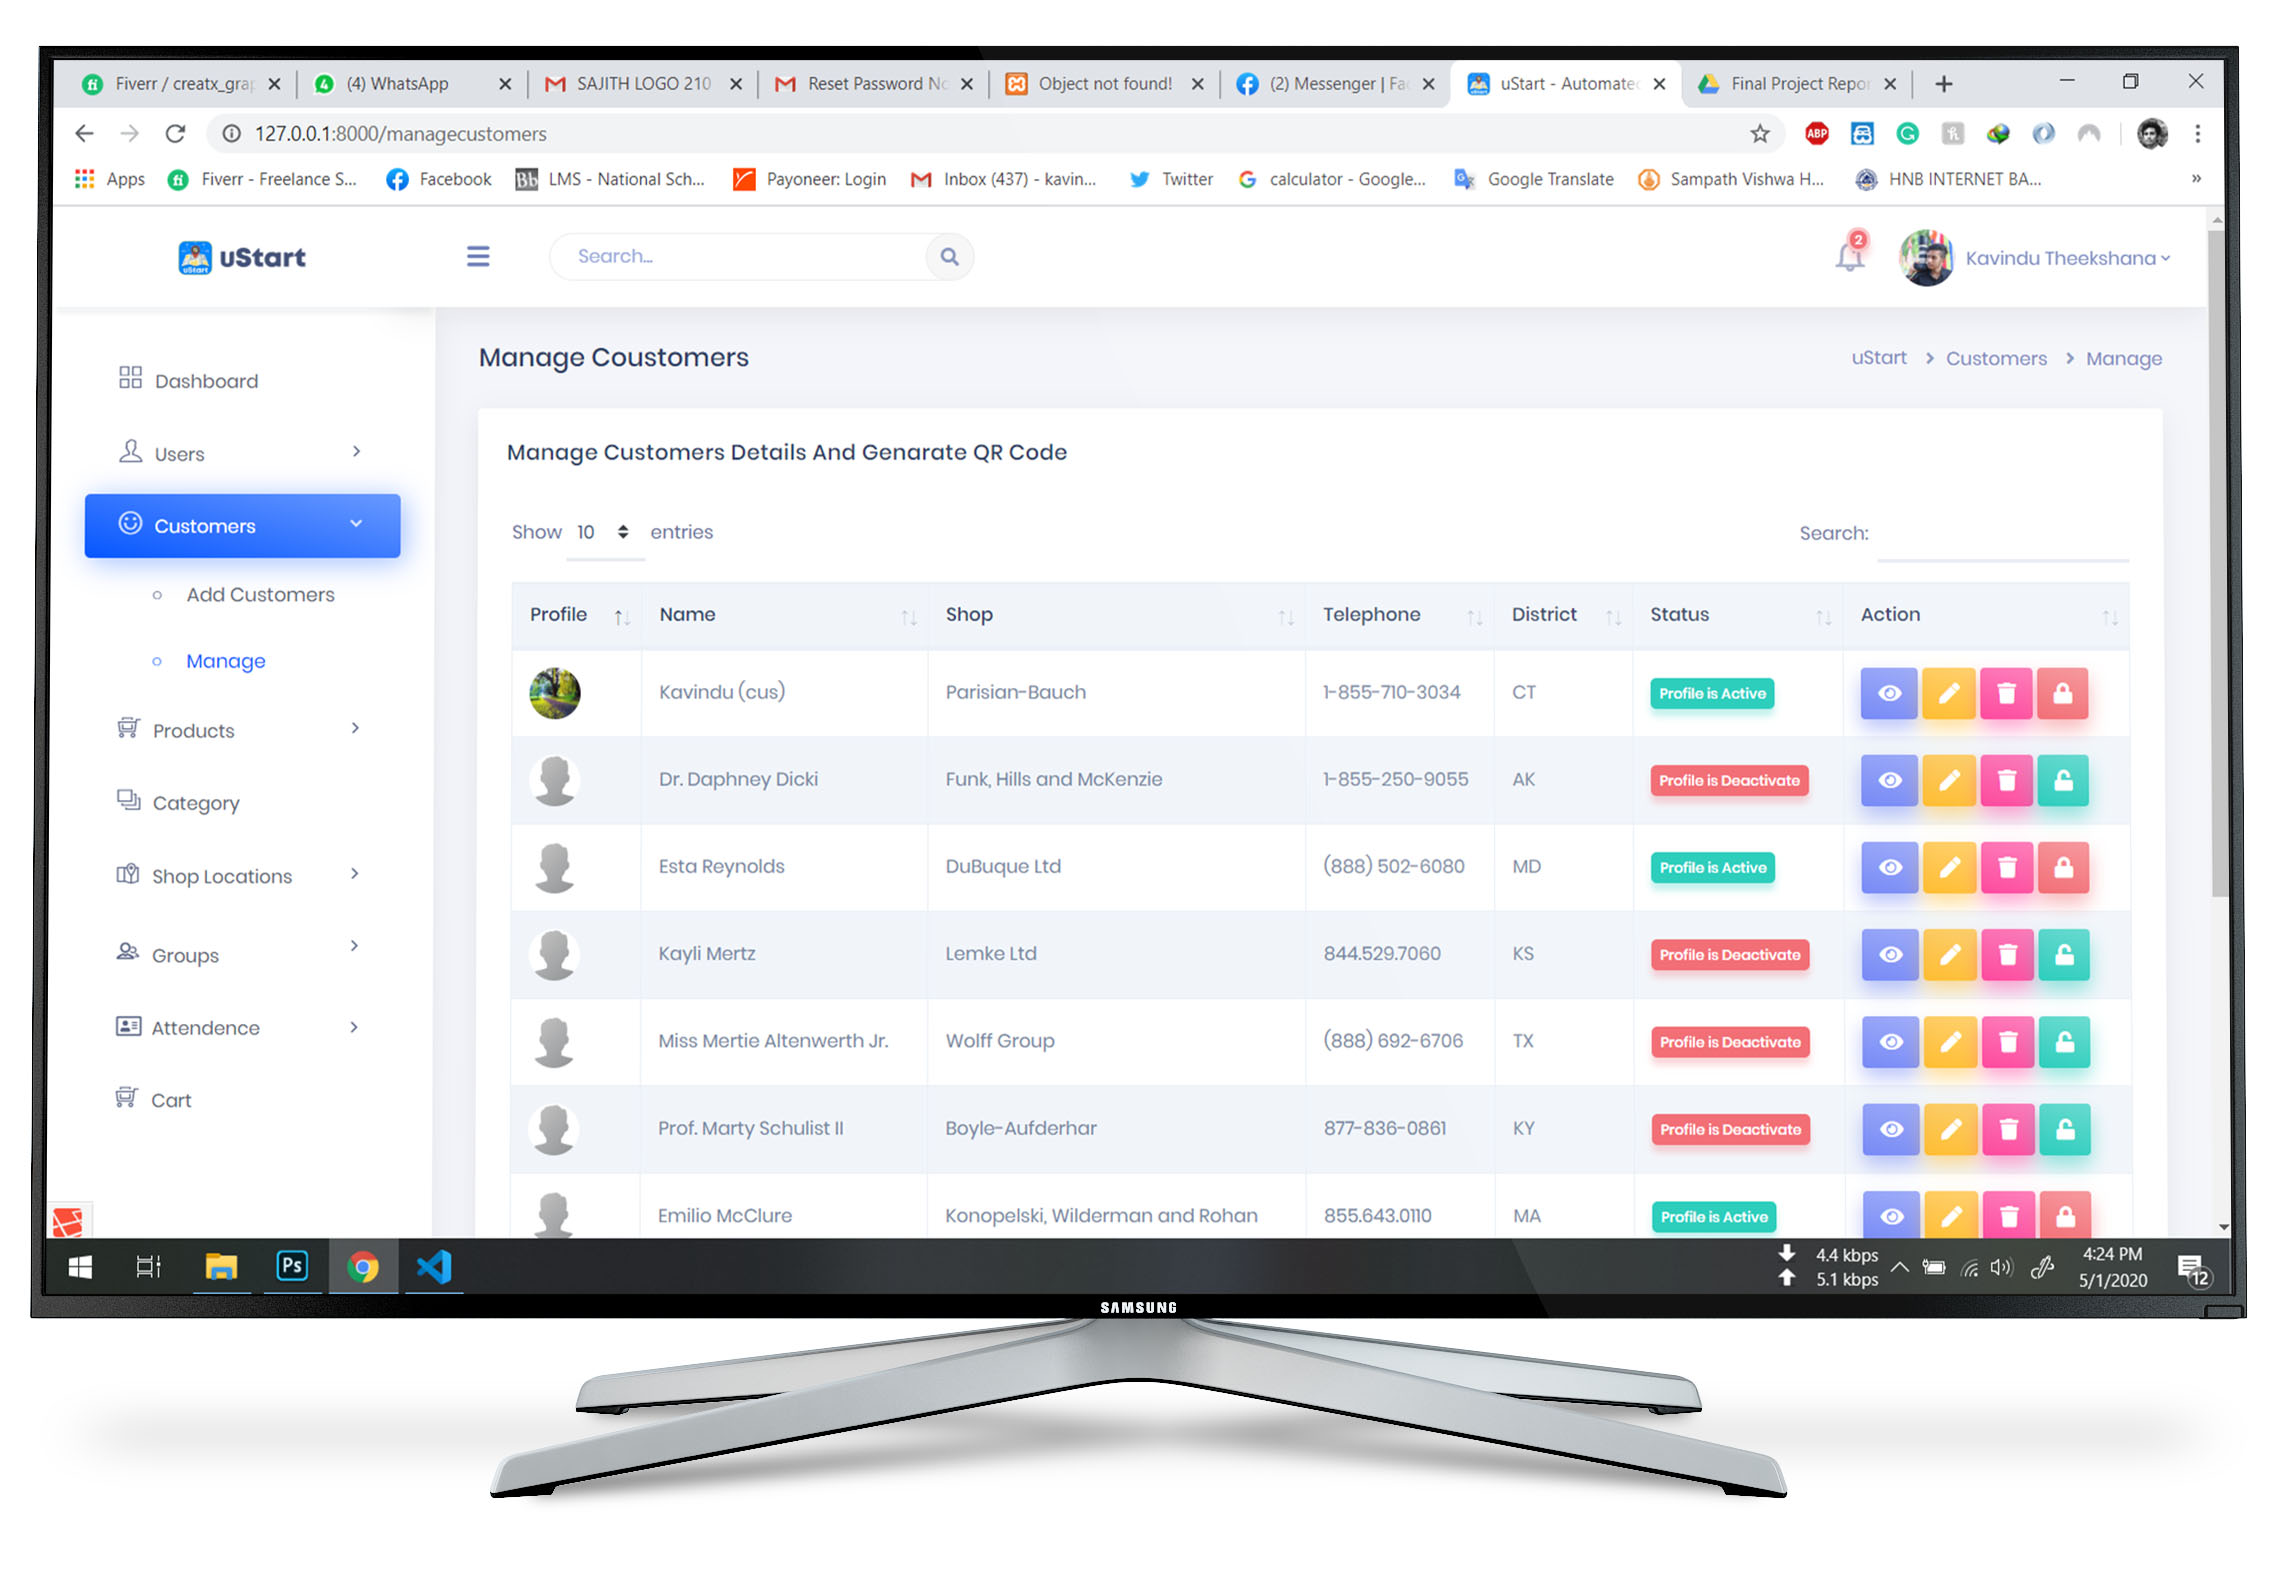 Fiverr / creatx_grap (4) WhatsApp SAJITH LOGO 210 Reset Password No Object not found! (2) Messenger | Fac uStart - Automated Final Project Repor
127.0.0.1:8000/managecustomers ABP
Apps Fiverr - Freelance S... Facebook Bb LMS - National Sch... Payoneer: Login Inbox (437) - kavin... Twitter calculator - Google... Google Translate Sampath Vishwa H... HNB INTERNET BA... »
uStart uStart Search... 2 Kavindu Theekshana
Manage Coustomers uStart > Customers > Manage
Dashboard
Users
Customers
Add Customers
Manage
Products
Category
Shop Locations
Groups
Attendence
Cart
Manage Customers Details And Genarate QR Code
Show 10 entries Search:
Profile Name Shop Telephone District Status Action
Kavindu (cus) Parisian-Bauch 1-855-710-3034 CT Profile is Active
Dr. Daphney Dicki Funk, Hills and McKenzie 1-855-250-9055 AK Profile is Deactivate
Esta Reynolds DuBuque Ltd (888) 502-6080 MD Profile is Active
Kayli Mertz Lemke Ltd 844.529.7060 KS Profile is Deactivate
Miss Mertie Altenwerth Jr. Wolff Group (888) 692-6706 TX Profile is Deactivate
Prof. Marty Schulist II Boyle-Aufderhar 877-836-0861 KY Profile is Deactivate
Emilio McClure Konopelski, Wilderman and Rohan 855.643.0110 MA Profile is Active
Ps 4.4 kbps 4:24 PM
5.1 kbps 5/1/2020 12
SAMSUNG